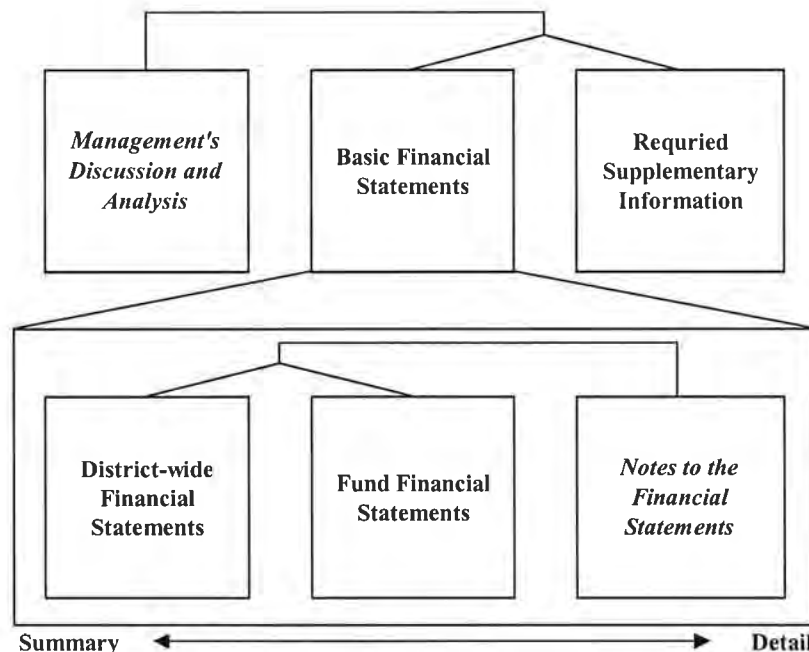 Management's
Discussion and
Analysis
Basic Financial
Statements
Requried
Supplementary
Information
District-wide
Financial
Statements
Fund Financial
Statements
Notes to the
Financial
Statements
Summary
Detail